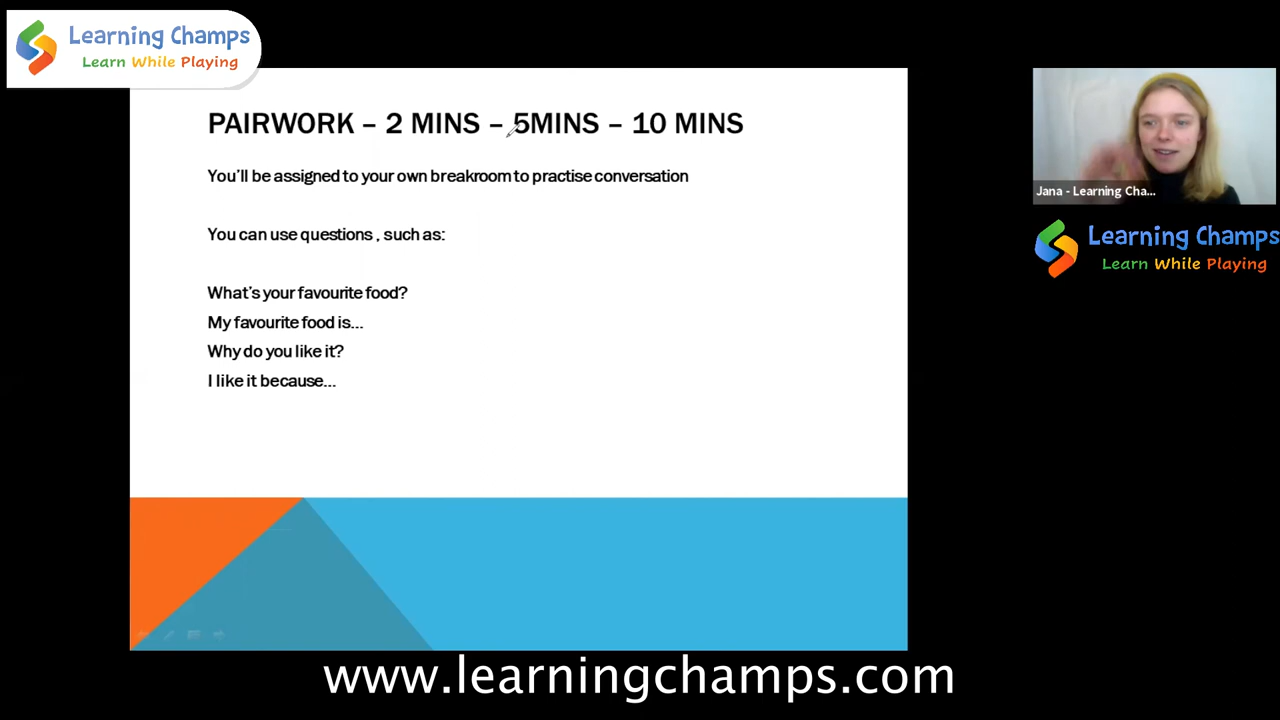 Learning Champs
Learn While Playing
PAIRWORK – 2 MINS – 5MINS – 10 MINS
You'll be assigned to your own breakroom to practise conversation
You can use questions , such as:
What's your favourite food?
My favourite food is...
Why do you like it?
I like it because...
Jana - Learning Cha...
Learning Champs
Learn While Playing
www.learningchamps.com